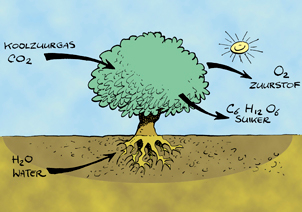 KOOLZUURGAS
CO2
O2
ZUURSTOF
C6 H12 O6
SUIKER
H2O
WATER